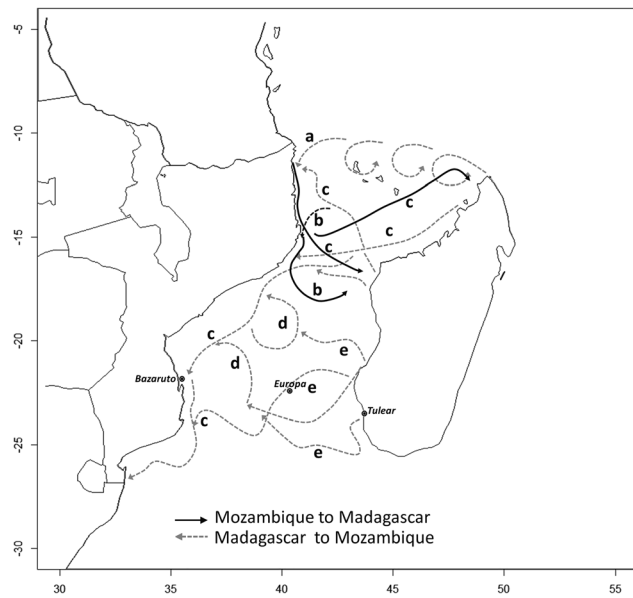 -5
-10
-15
-20
-25
-30
a
c
b
c
c
c
b
d
c
d
e
Bazaruto
Europa
e
Tulear
c
e
Mozambique to Madagascar
Madagascar to Mozambique
30
35
40
45
50
55